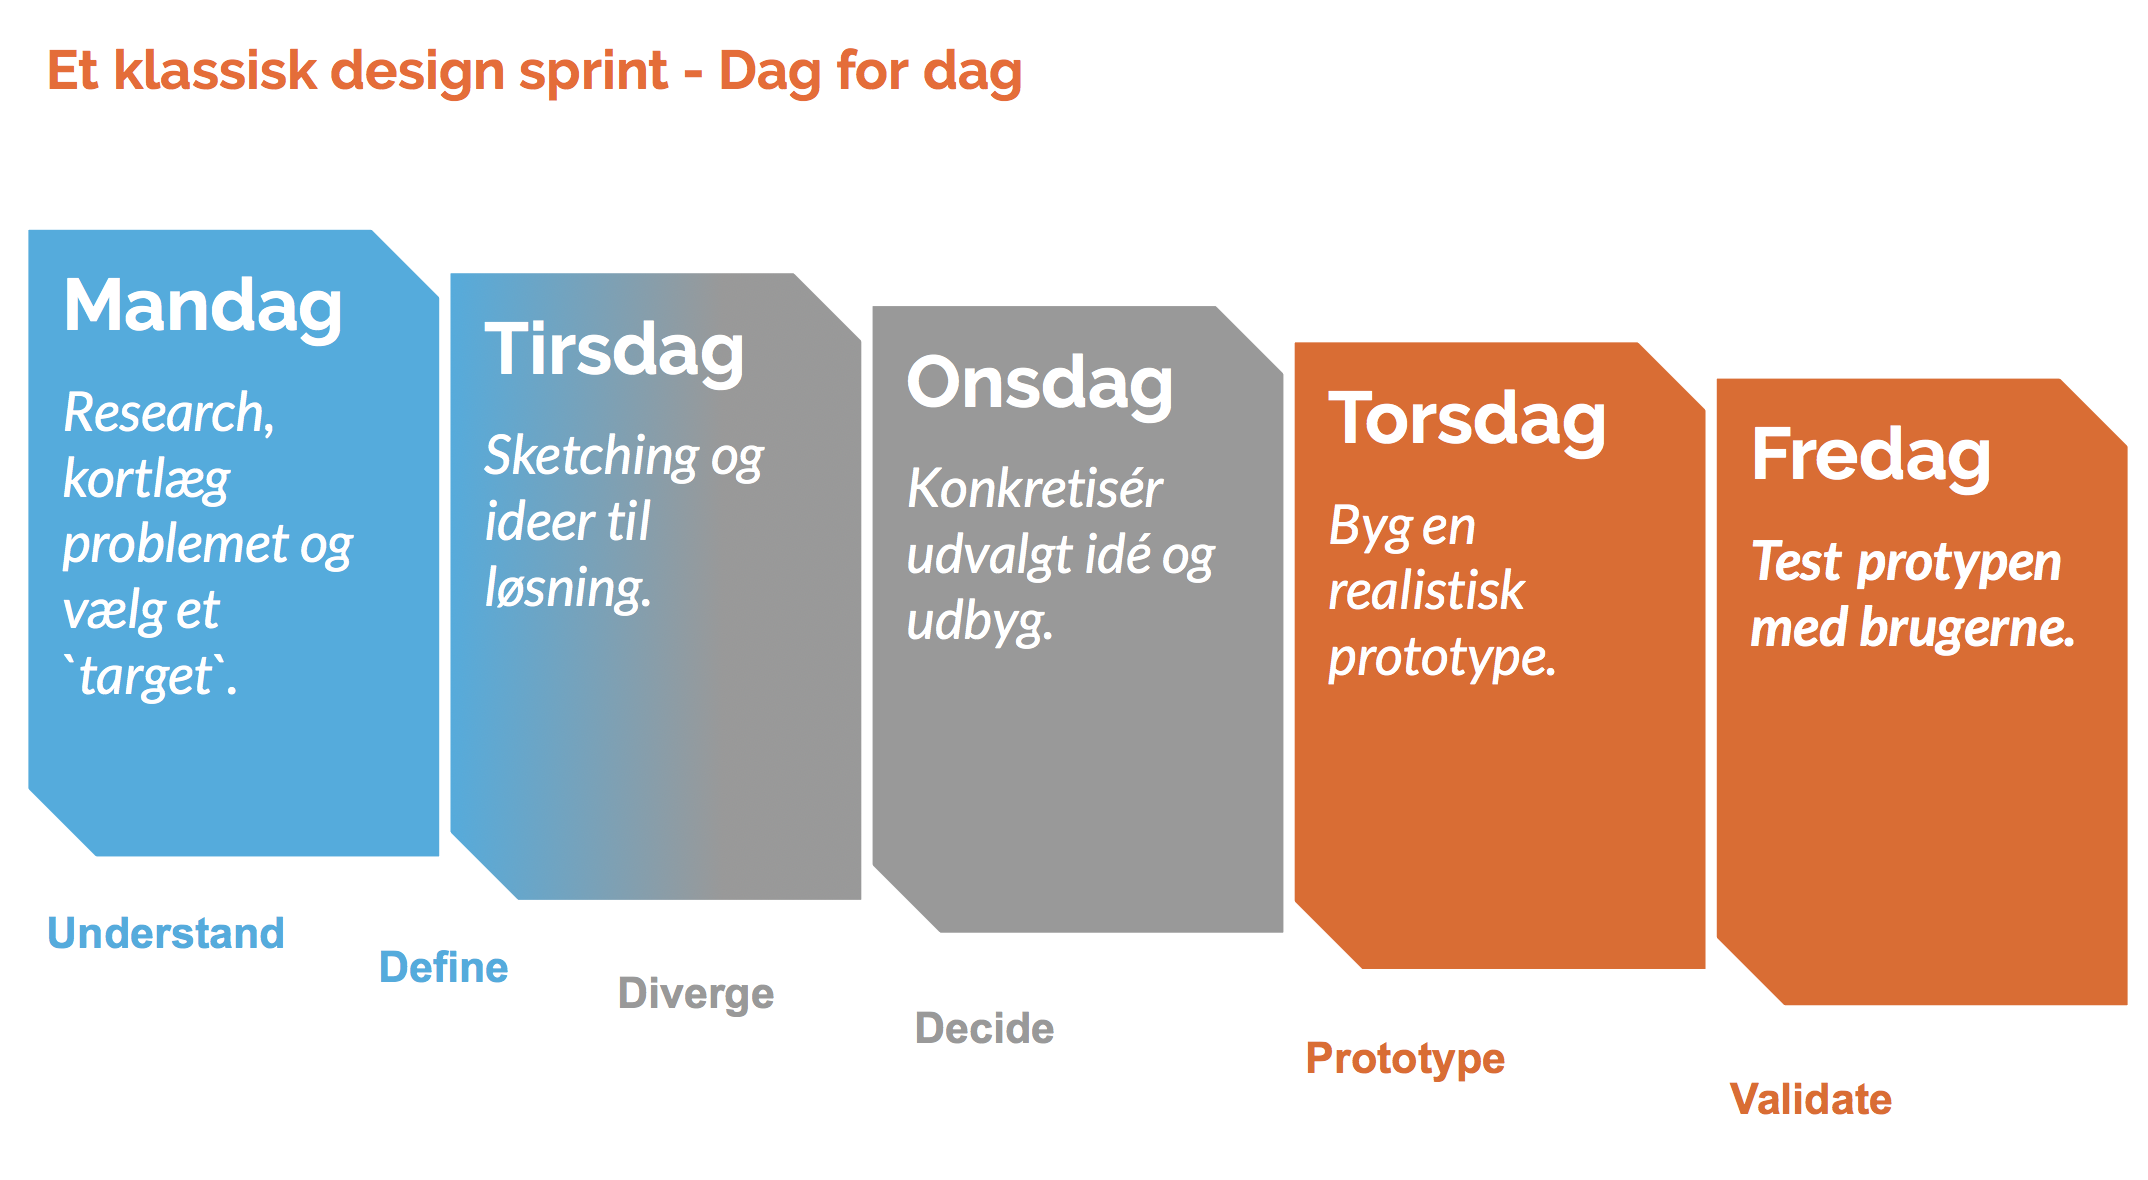 Et klassisk design sprint - Dag for dag
Mandag
Research,
kortlæg
problemet og
vælg et
`target`.
Tirsdag
Sketching og
ideer til
løsning.
Onsdag
Konkretisér
udvalgt idé og
udbyg.
Torsdag
Byg en
realistisk
prototype.
Fredag
Test protypen
med brugerne.
Understand
Define
Diverge
Decide
Prototype
Validate